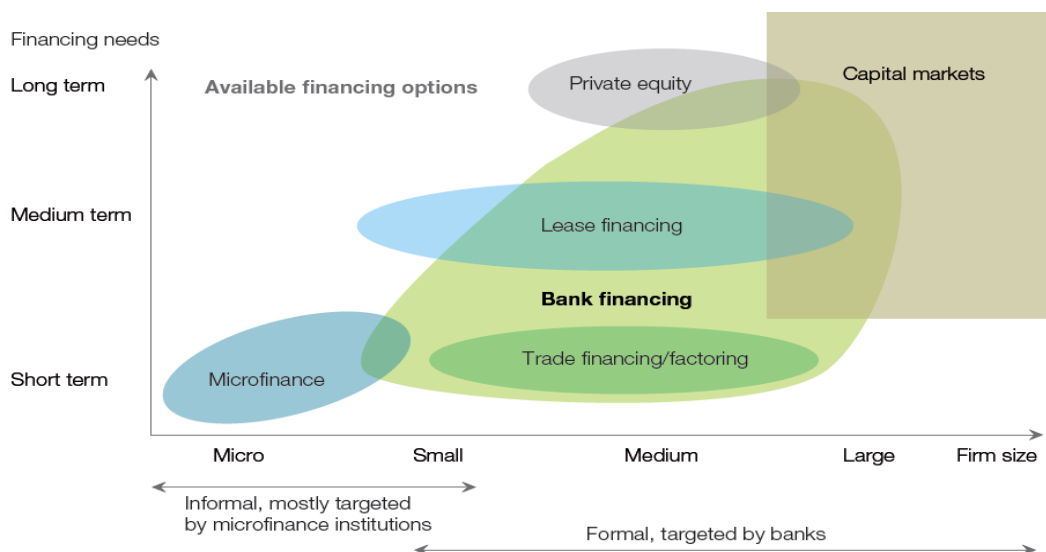 Financing needs
Long term
Available financing options
Private equity
Capital markets
Medium term
Lease financing
Bank financing
Trade financing/factoring
Short term
Microfinance
Micro
Small
Medium
Large
Firm size
Informal, mostly targeted
by microfinance institutions
Formal, targeted by banks